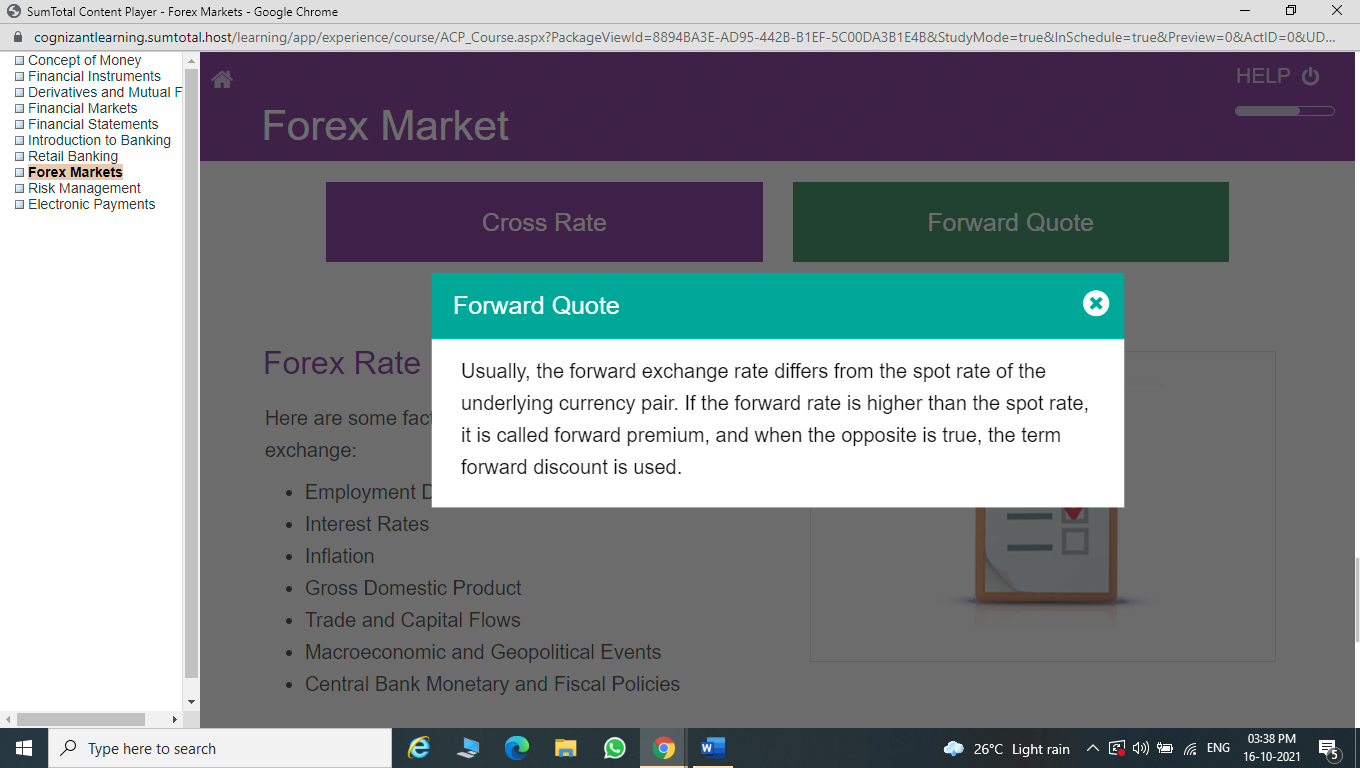 SumTotal Content Player - Forex Markets - Google Chrome
cognizantlearning.sumtotal.host/learning/app/experience/course/ACP_Course.aspx?PackageViewId=8894BA3E-AD95-442B-B1EF-5C00DA3B1E4B&StudyMode=true&InSchedule=true&Preview=0&ActID=0&UD...
Concept of Money
Financial Instruments
Derivatives and Mutual F
Financial Markets
Financial Statements
Introduction to Banking
Retail Banking
Forex Markets
Risk Management
Electronic Payments
HELP
Forex Market
Cross Rate
Forward Quote
Forward Quote
Usually, the forward exchange rate differs from the spot rate of the
underlying currency pair. If the forward rate is higher than the spot rate,
it is called forward premium, and when the opposite is true, the term
forward discount is used.
Forex Rate
Here are some fac
exchange:
Employment D
Interest Rates
Inflation
Gross Domestic Product
Trade and Capital Flows
Macroeconomic and Geopolitical Events
Central Bank Monetary and Fiscal Policies
Type here to search
26°C Light rain
ENG
03:38 PM
16-10-2021
5